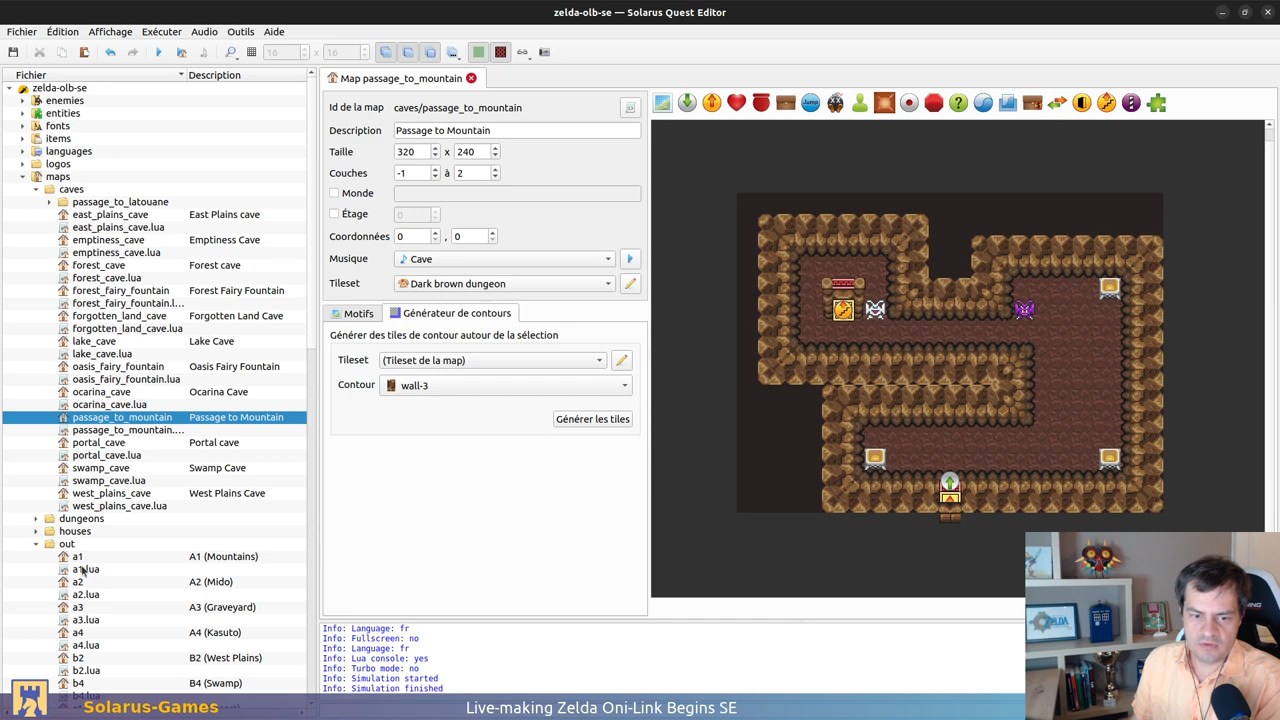 zelda-olb-se — Solarus Quest Editor
Fichier Édition Affichage Exécuter Audio Outils Aide
16 x 16
Fichier Description
zelda-olb-se
enemies
entities
fonts
items
languages
logos
maps
caves
passage_to_latouane
east_plains_cave East Plains cave
east_plains_cave.lua
emptiness_cave Emptiness Cave
emptiness_cave.lua
forest_cave Forest cave
forest_cave.lua
forest_fairy_fountain Forest Fairy Fountain
forest_fairy_fountain.l...
forgotten_land_cave Forgotten Land Cave
forgotten_land_cave.lua
lake_cave Lake Cave
lake_cave.lua
oasis_fairy_fountain Oasis Fairy Fountain
oasis_fairy_fountain.lua
ocarina_cave Ocarina Cave
ocarina_cave.lua
passage_to_mountain Passage to Mountain
passage_to_mountain....
portal_cave Portal cave
portal_cave.lua
swamp_cave Swamp Cave
swamp_cave.lua
west_plains_cave West Plains Cave
west_plains_cave.lua
dungeons
houses
out
a1 A1 (Mountains)
a1.lua
a2 A2 (Mido)
a2.lua
a3 A3 (Graveyard)
a3.lua
a4 A4 (Kasuto)
a4.lua
b2 B2 (West Plains)
b2.lua
b4 B4 (Swamp)
b4.lua
Map passage_to_mountain
Id de la map caves/passage_to_mountain
Description Passage to Mountain
Taille 320 x 240
Couches -1 à 2
Monde
Étage 0
Coordonnées 0 , 0
Musique Cave
Tileset Dark brown dungeon
Motifs Générateur de contours
Générer des tiles de contour autour de la sélection
Tileset (Tileset de la map)
Contour wall-3
Générer les tiles
Jump
Info: Language: fr
Info: Fullscreen: no
Info: Language: fr
Info: Lua console: yes
Info: Turbo mode: no
Info: Simulation started
Info: Simulation finished
Solarus-Games
Live-making Zelda Oni-Link Begins SE